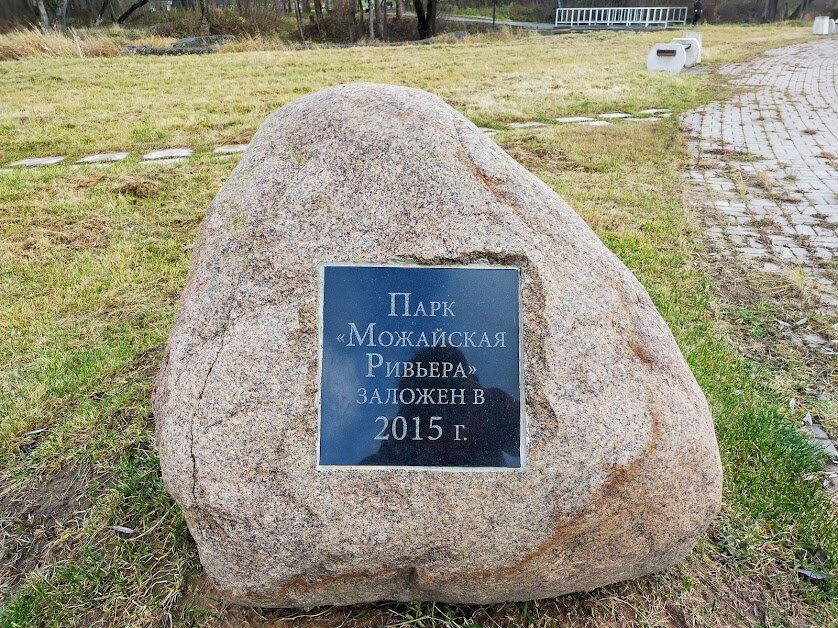 Парк
«Можайская
Ривьера»
заложен в
2015 г.